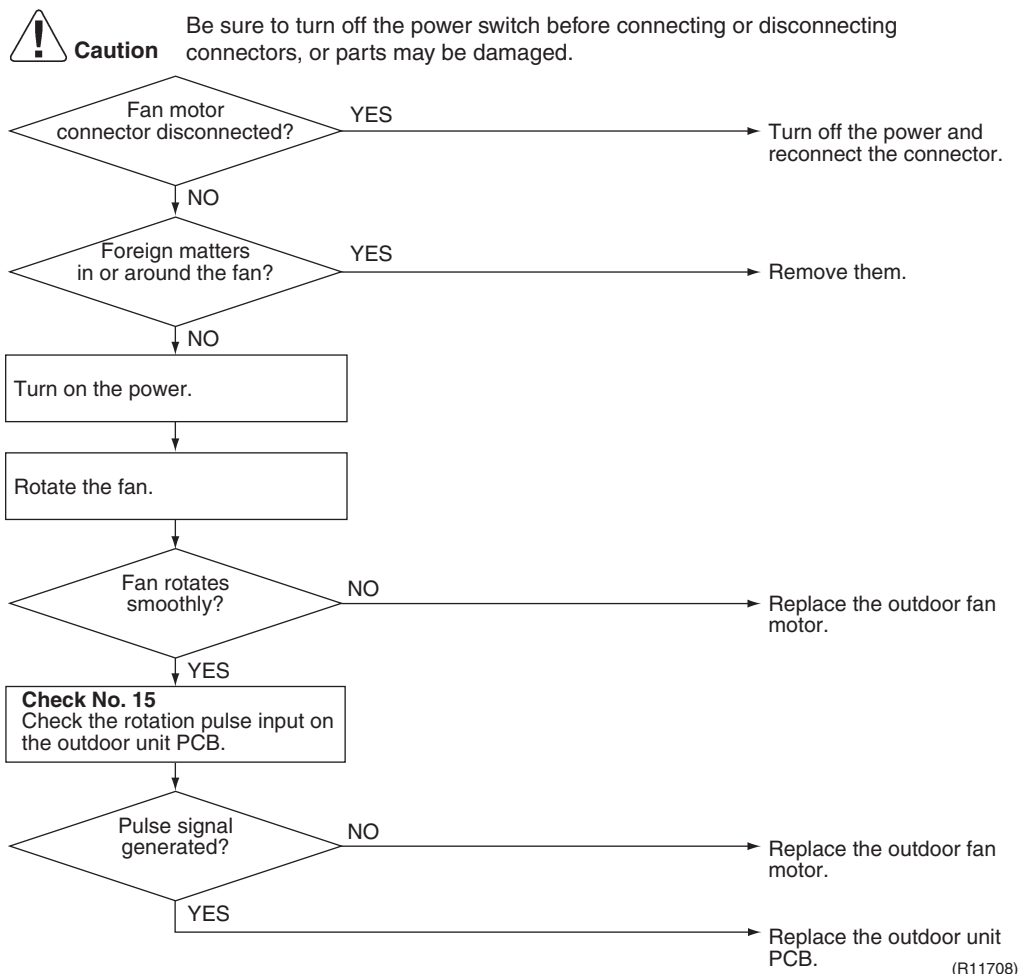 Be sure to turn off the power switch before connecting or disconnecting
Caution connectors, or parts may be damaged.
Fan motor
connector disconnected?
YES
Turn off the power and
reconnect the connector.
NO
Foreign matters
in or around the fan?
YES
Remove them.
NO
Turn on the power.
Rotate the fan.
Fan rotates
smoothly?
NO
Replace the outdoor fan
motor.
YES
Check No. 15
Check the rotation pulse input on
the outdoor unit PCB.
Pulse signal
generated?
NO
Replace the outdoor fan
motor.
YES
Replace the outdoor unit
PCB.
(R11708)